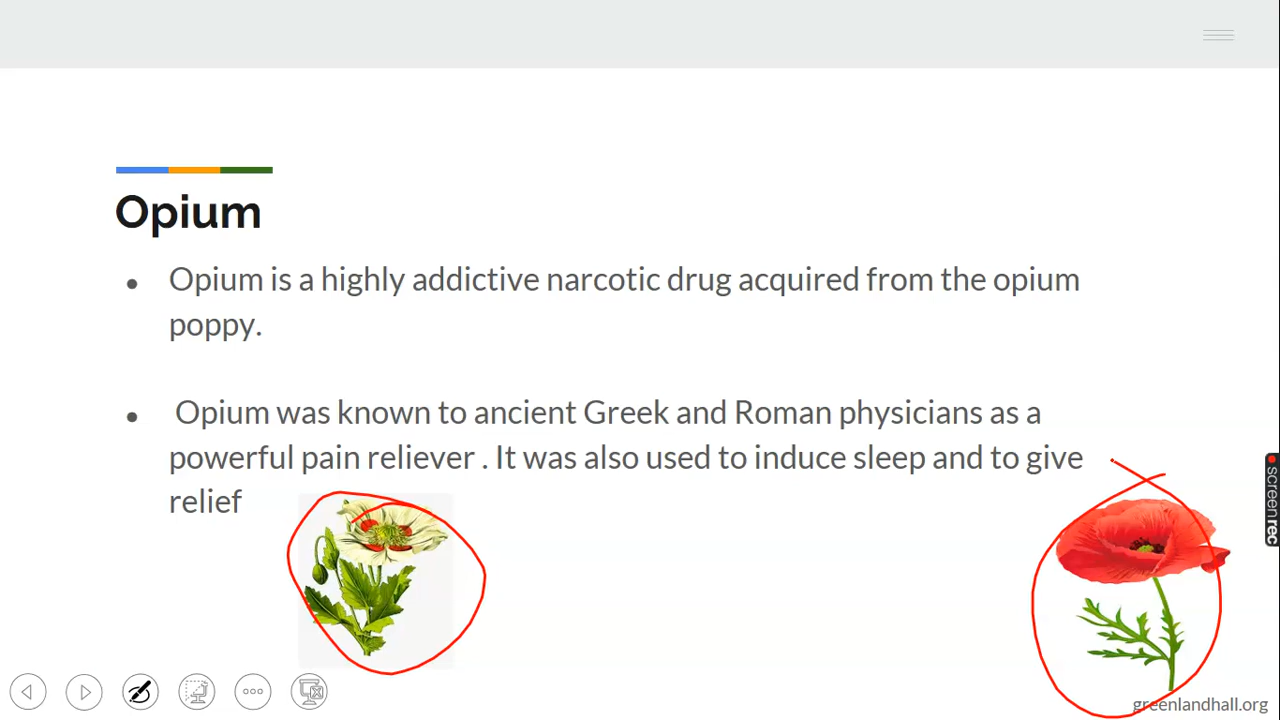 Opium
• Opium is a highly addictive narcotic drug acquired from the opium
poppy.
• Opium was known to ancient Greek and Roman physicians as a
powerful pain reliever . It was also used to induce sleep and to give
relief
screenrec
greenlandhall.org